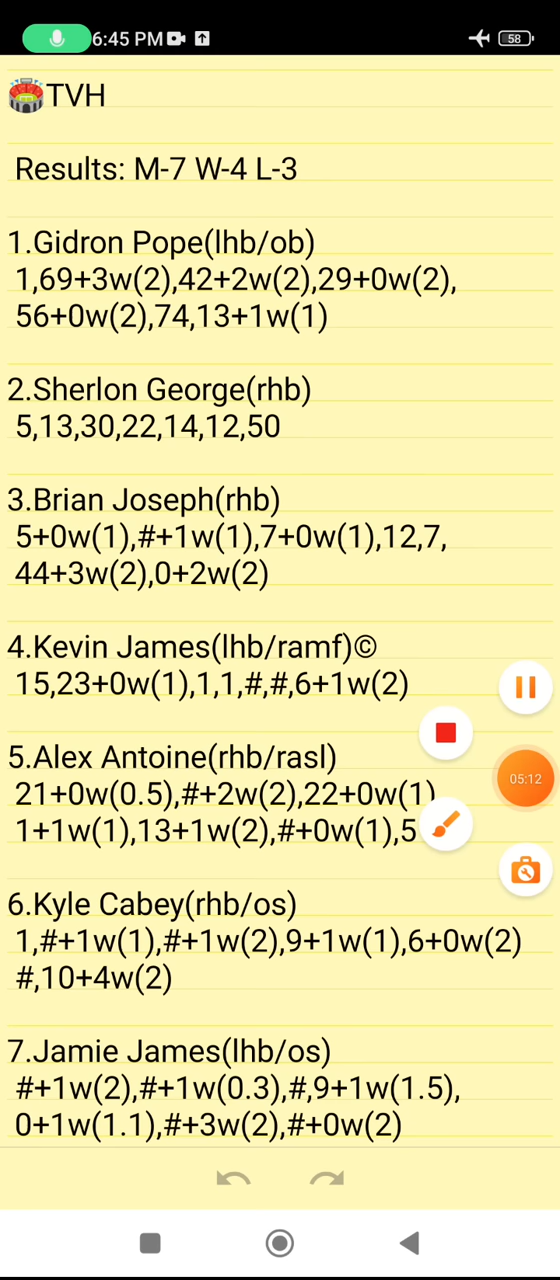 6:45 PM
58
TVH
Results: M-7 W-4 L-3
1.Gidron Pope(lhb/ob)
1,69+3w(2),42+2w(2),29+0w(2),
56+0w(2),74,13+1w(1)
2.Sherlon George(rhb)
5,13,30,22,14,12,50
3.Brian Joseph(rhb)
5+0w(1),#+1w(1),7+0w(1),12,7,
44+3w(2),0+2w(2)
4.Kevin James(lhb/ramf)©
15,23+0w(1),1,1,#,#,6+1w(2)
5.Alex Antoine(rhb/rasl)
21+0w(0.5),#+2w(2),22+0w(1)
05:12
1+1w(1),13+1w(2),#+0w(1),5
6.Kyle Cabey(rhb/os)
1,#+1w(1),#+1w(2),9+1w(1),6+0w(2)
#,10+4w(2)
7.Jamie James(lhb/os)
#+1w(2),#+1w(0.3),#,9+1w(1.5),
0+1w(1.1),#+3w(2),#+0w(2)